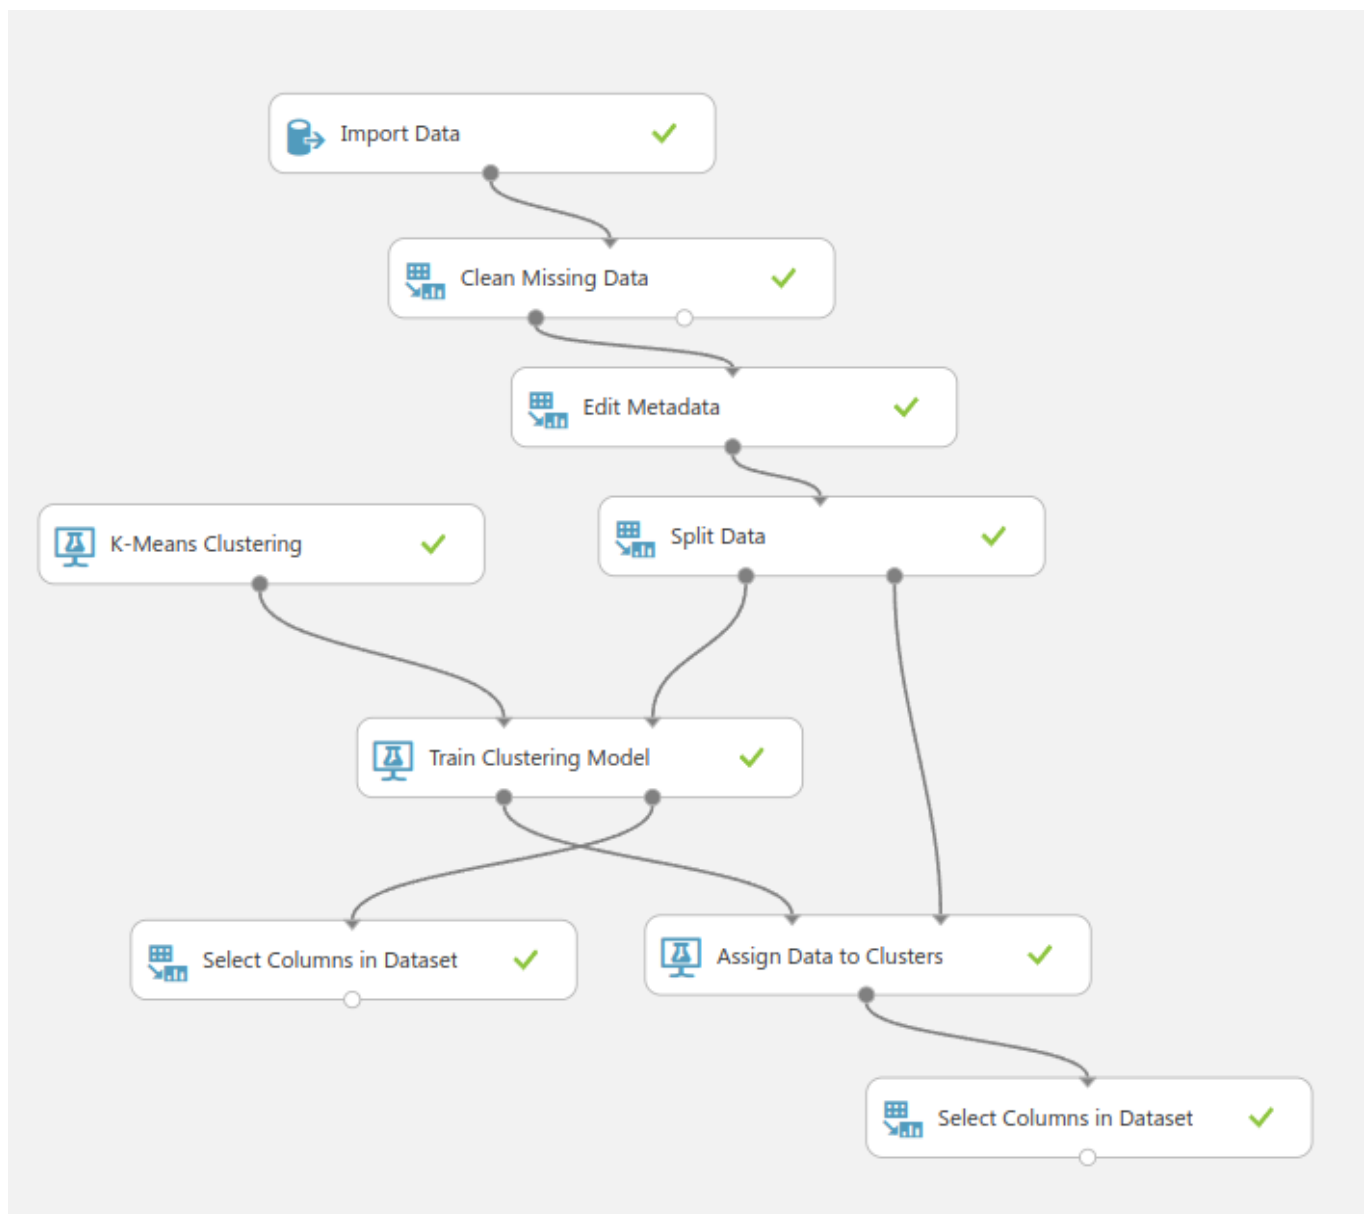 Import Data
Clean Missing Data
Edit Metadata
K-Means Clustering
Split Data
Train Clustering Model
Select Columns in Dataset
Assign Data to Clusters
Select Columns in Dataset